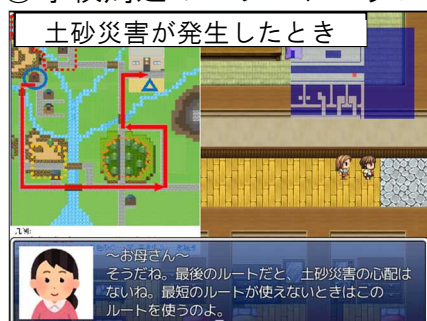 土砂災害が発生したとき
～お母さん～
そうだね。最後のルートだと、土砂災害の心配は
ないね。最短のルートが使えないときはこの
ルートを使うのよ。